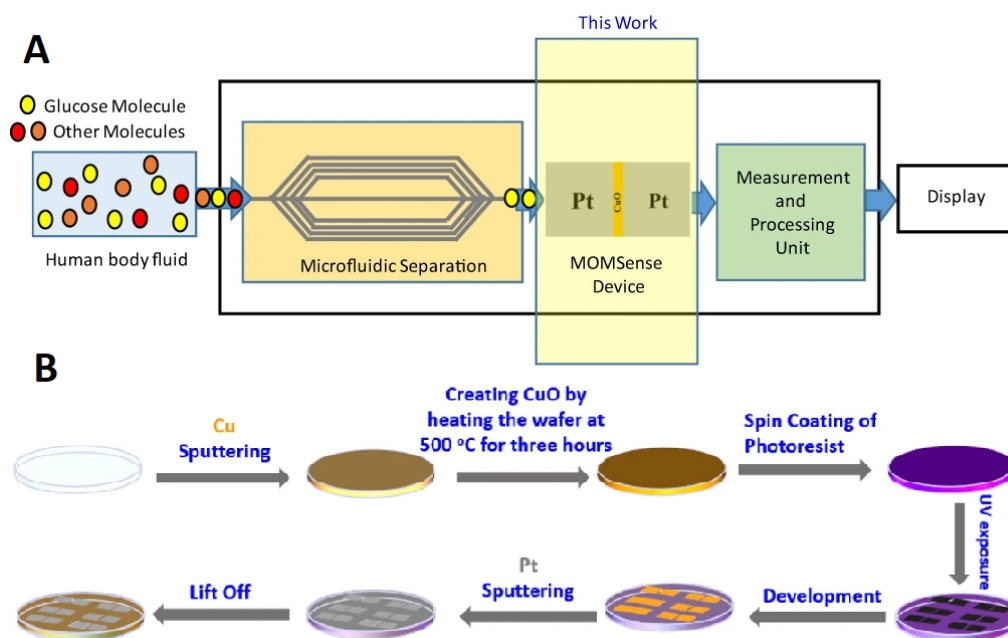 This Work
A
Glucose Molecule
Other Molecules
Human body fluid
Microfluidic Separation
Pt
CuO
Pt
MOMSense
Device
Measurement
and
Processing
Unit
Display
B
Cu
Sputtering
Creating CuO by
heating the wafer at
500 °C for three hours
Spin Coating of
Photoresist
UV exposure
Development
Pt
Sputtering
Lift Off